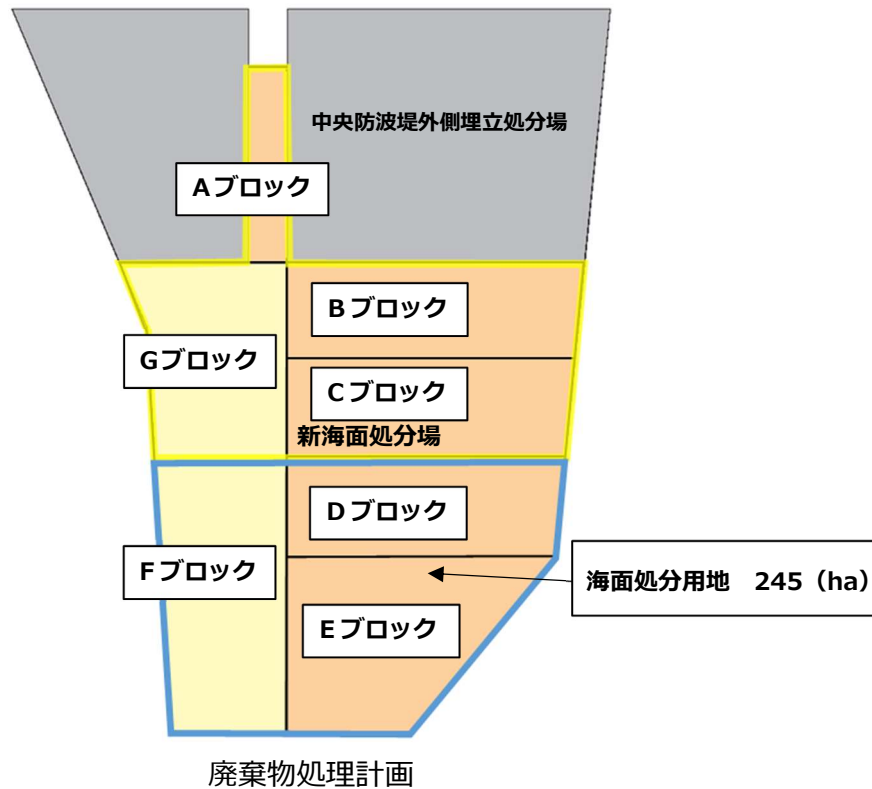 中央防波堤外側埋立処分場
Aブロック
Bブロック
Gブロック
Cブロック
新海面処分場
Dブロック
Fブロック
海面処分用地　245（ha）
Eブロック
廃棄物処理計画